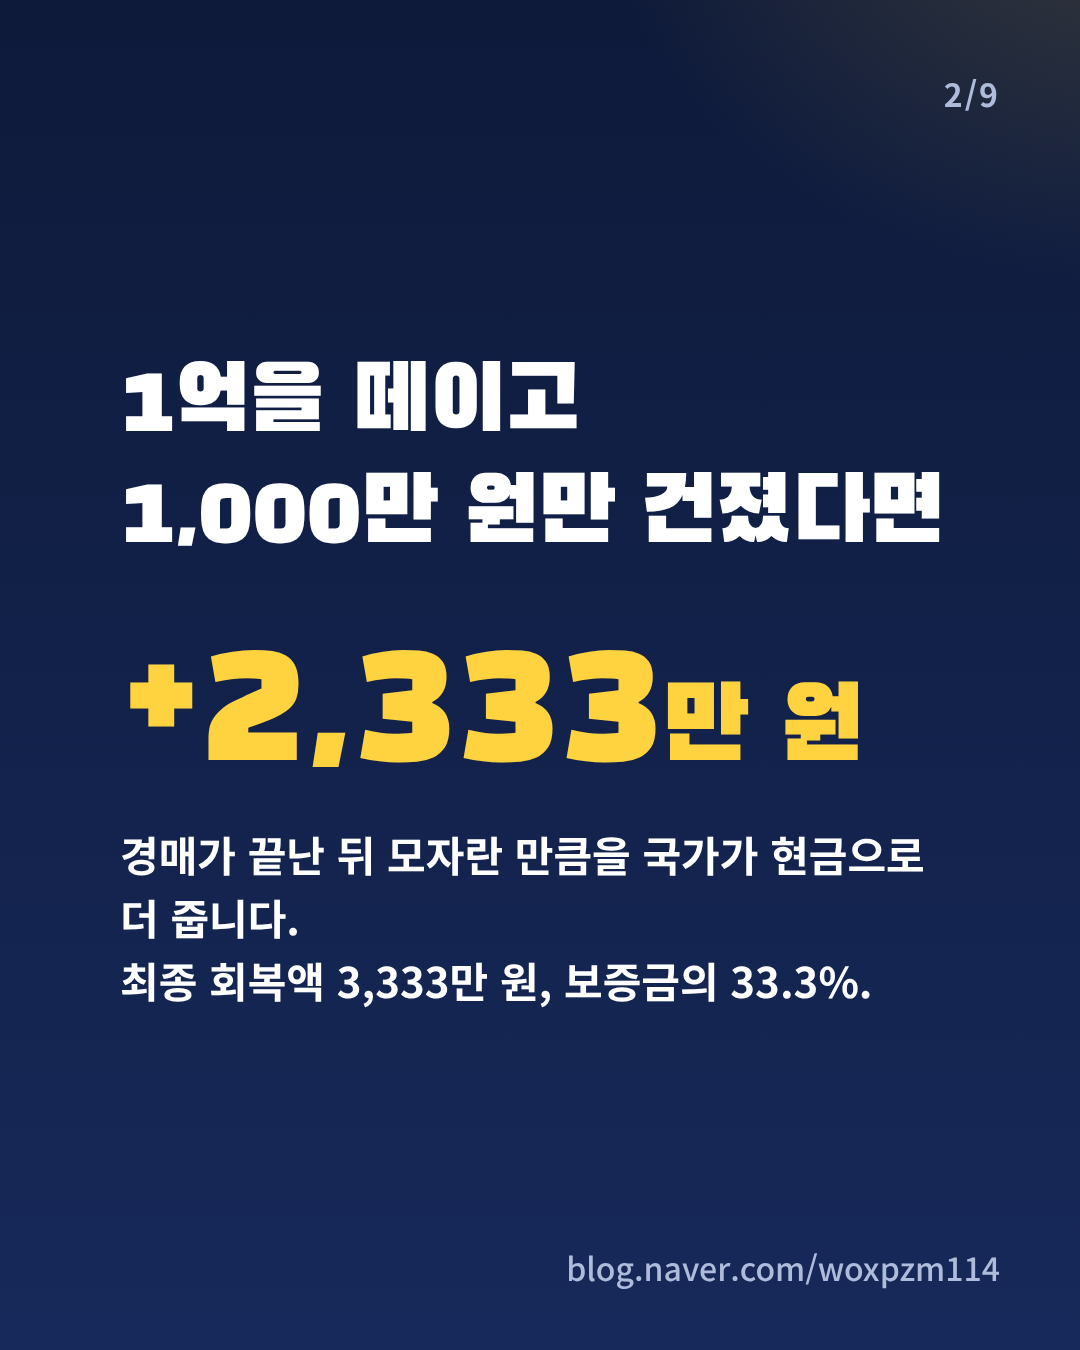 2/9
1억을 떼이고
1,000만 원만 건졌다면
+2,333만 원
경매가 끝난 뒤 모자란 만큼을 국가가 현금으로
더 줍니다.
최종 회복액 3,333만 원, 보증금의 33.3%.
blog.naver.com/woxpzm114